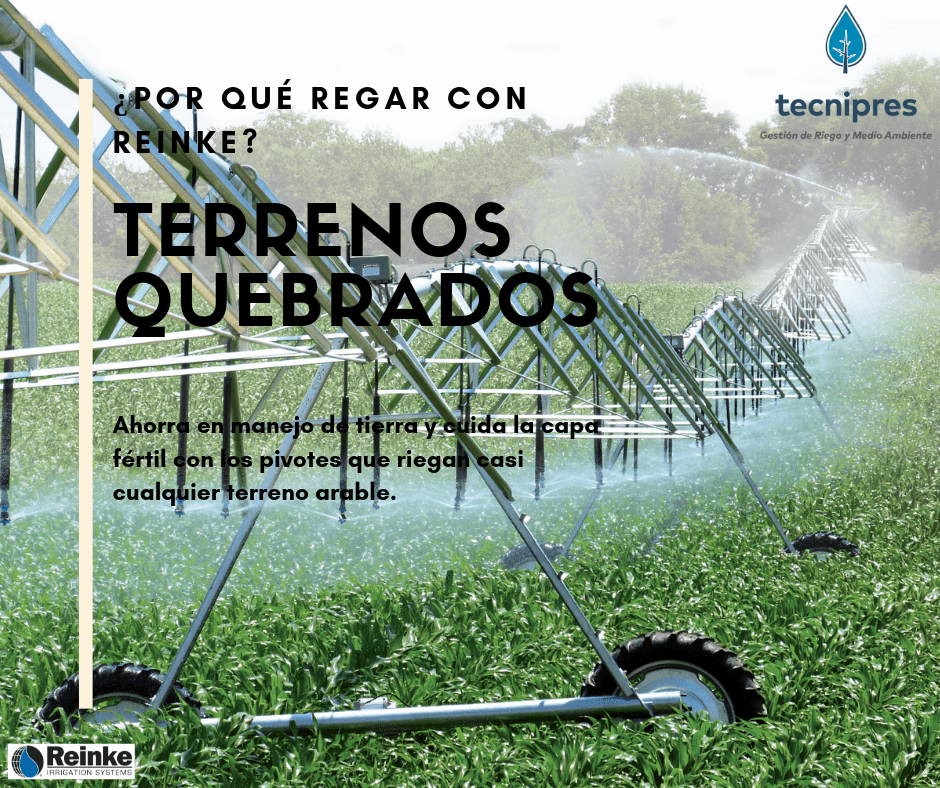 ¿POR QUÉ REGAR CON
REINKE?
TERRENOS
QUEBRADOS
Ahorra en manejo de tierra y cuida la capa
fértil con los pivotes que riegan casi
cualquier terreno arable.
tecnipres
Gestión de Riego y Medio Ambiente
Reinke
IRRIGATION SYSTEMS